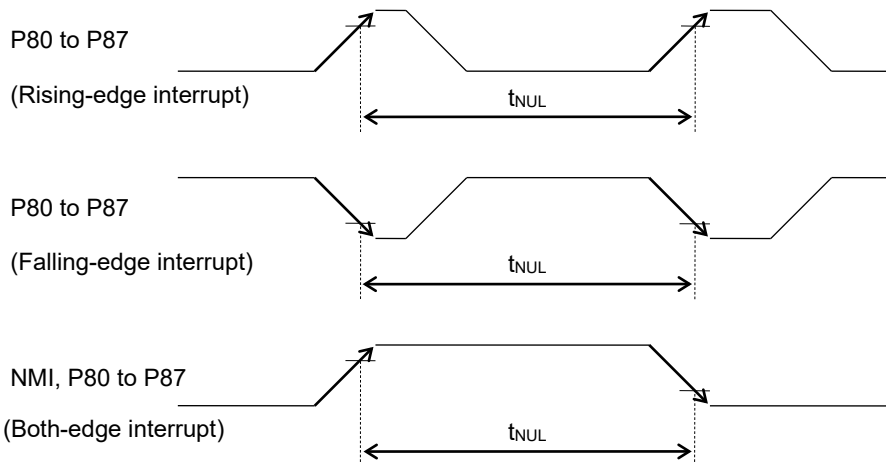 P80 to P87
(Rising-edge interrupt)
tNUL
P80 to P87
(Falling-edge interrupt)
tNUL
NMI, P80 to P87
(Both-edge interrupt)
tNUL